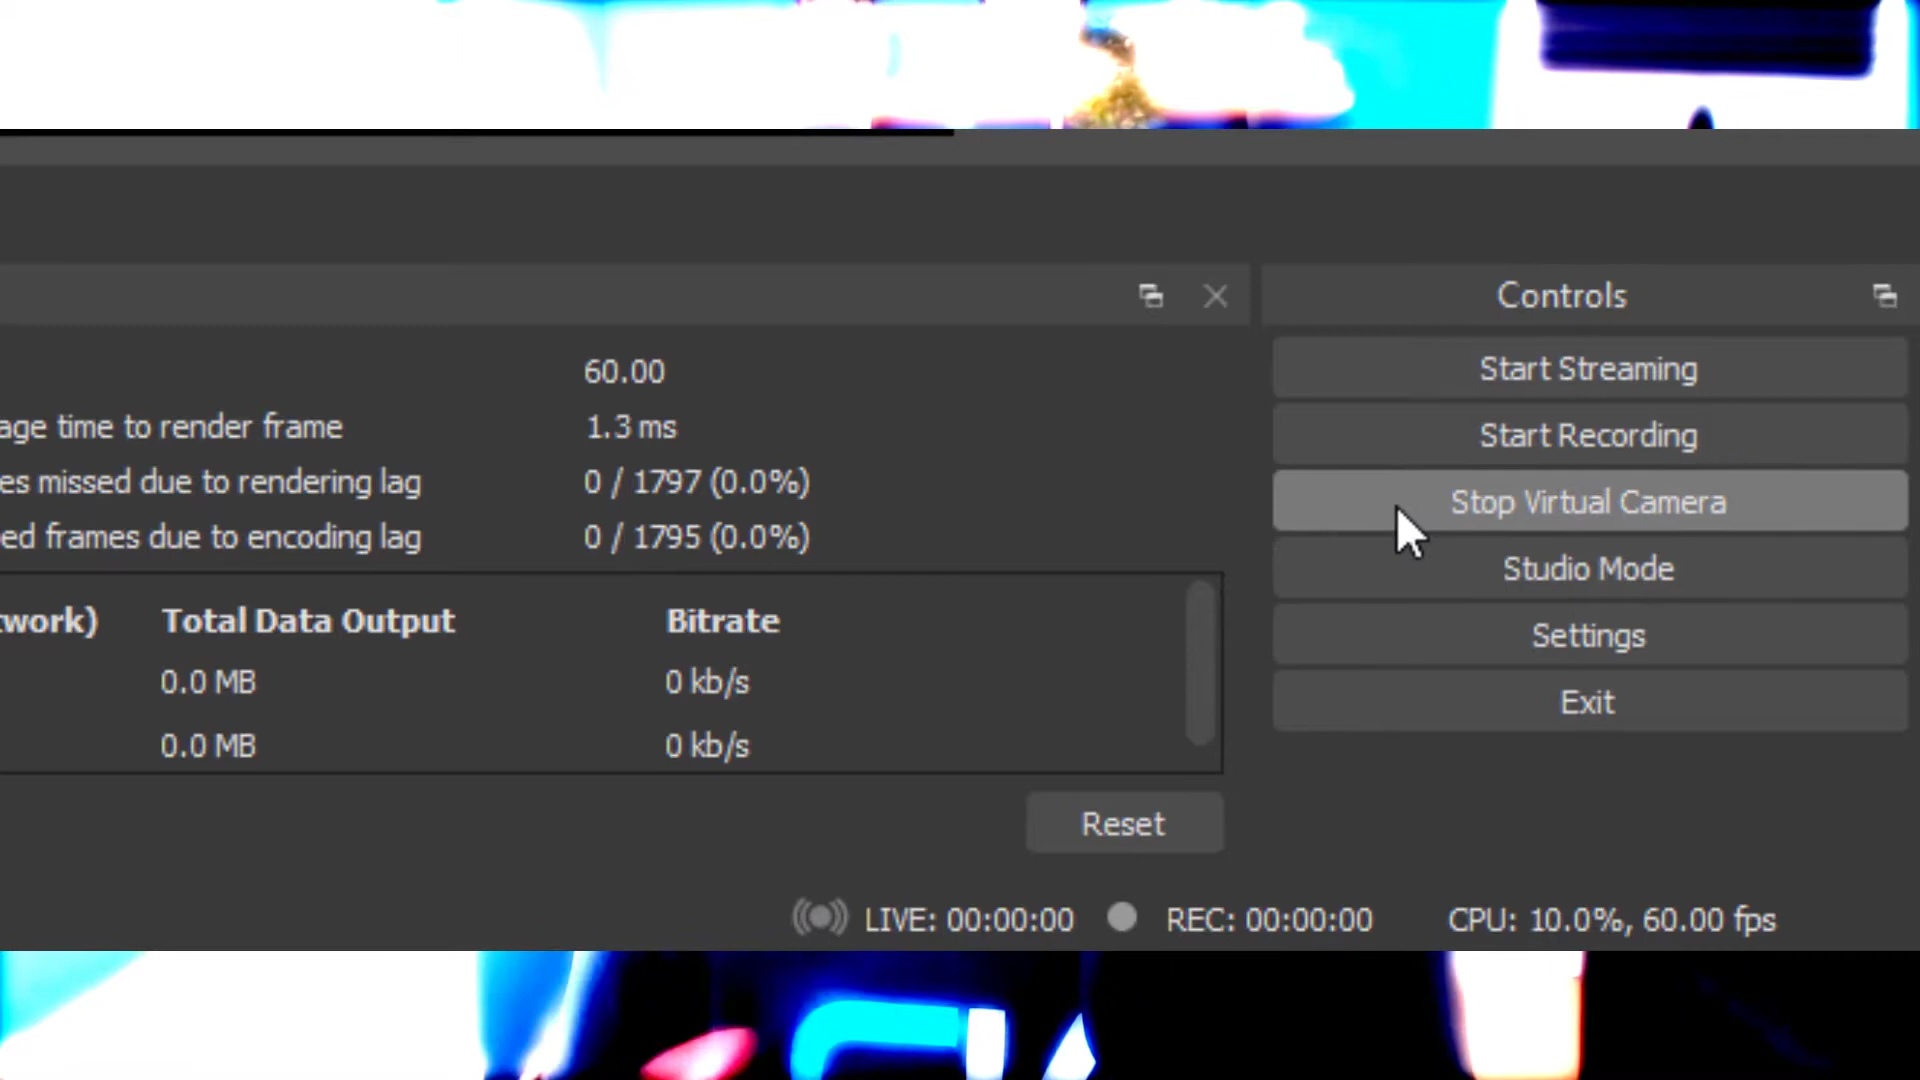 Controls
60.00
age time to render frame 1.3 ms
es missed due to rendering lag 0 / 1797 (0.0%)
ed frames due to encoding lag 0 / 1795 (0.0%)
twork) Total Data Output Bitrate
0.0 MB 0 kb/s
0.0 MB 0 kb/s
Reset
Start Streaming
Start Recording
Stop Virtual Camera
Studio Mode
Settings
Exit
LIVE: 00:00:00 REC: 00:00:00 CPU: 10.0%, 60.00 fps